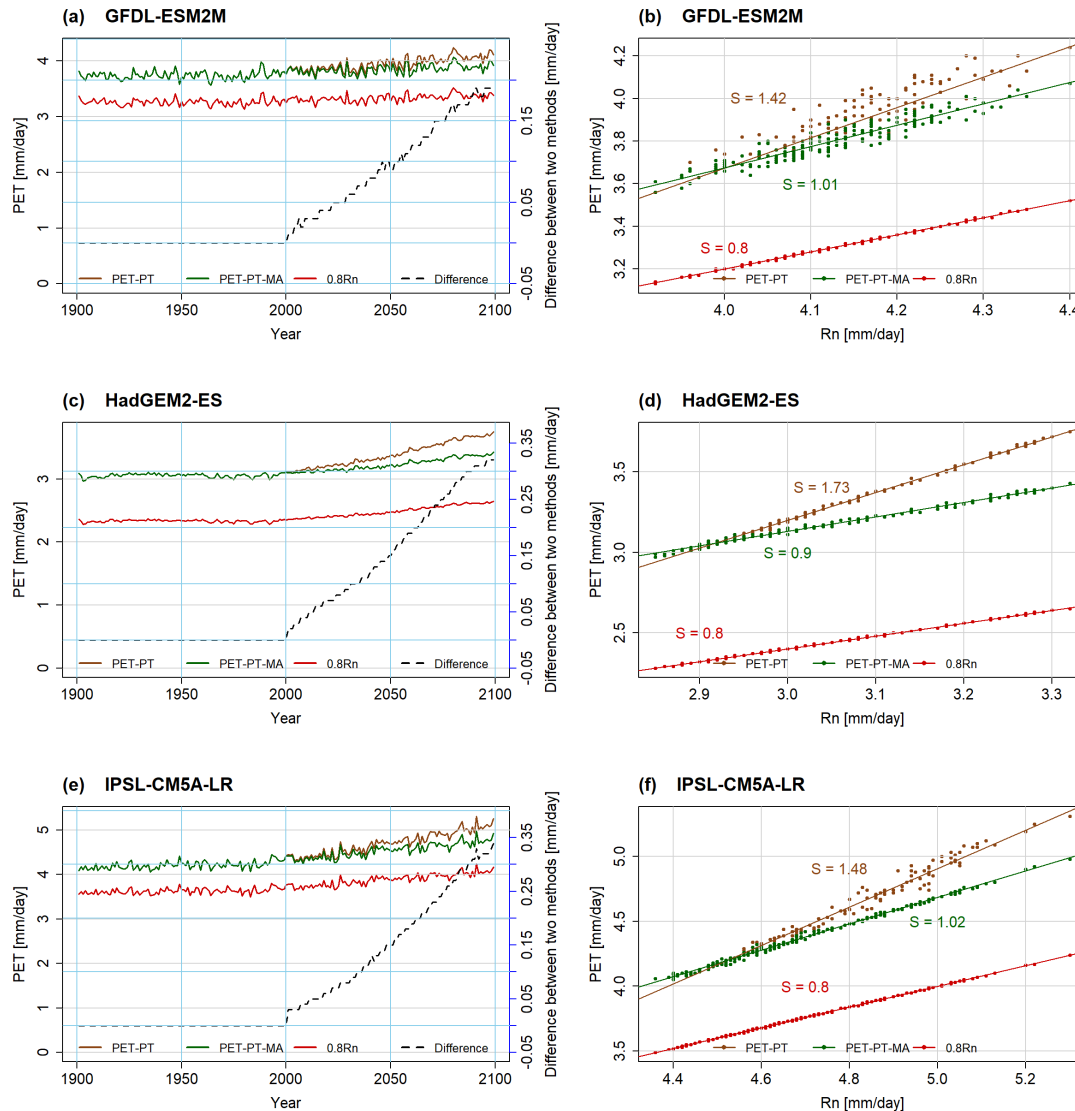 (a) GFDL-ESM2M
PET [mm/day]
0
1
2
3
4
1900
1950
2000
2050
2100
Year
-0.05
0.05
0.15
Difference between two methods [mm/day]
PET-PT
PET-PT-MA
0.8Rn
Difference
(b) GFDL-ESM2M
PET [mm/day]
3.2
3.4
3.6
3.8
4.0
4.2
S = 1.42
S = 1.01
S = 0.8
PET-PT
PET-PT-MA
0.8Rn
4.0
4.1
4.2
4.3
4.4
Rn [mm/day]
(c) HadGEM2-ES
PET [mm/day]
0
1
2
3
1900
1950
2000
2050
2100
Year
-0.05
0.05
0.15
0.25
0.35
Difference between two methods [mm/day]
PET-PT
PET-PT-MA
0.8Rn
Difference
(d) HadGEM2-ES
PET [mm/day]
2.5
3.0
3.5
S = 1.73
S = 0.9
S = 0.8
PET-PT
PET-PT-MA
0.8Rn
2.9
3.0
3.1
3.2
3.3
Rn [mm/day]
(e) IPSL-CM5A-LR
PET [mm/day]
0
1
2
3
4
5
1900
1950
2000
2050
2100
Year
-0.05
0.05
0.15
0.25
0.35
Difference between two methods [mm/day]
PET-PT
PET-PT-MA
0.8Rn
Difference
(f) IPSL-CM5A-LR
PET [mm/day]
3.5
4.0
4.5
5.0
S = 1.48
S = 1.02
S = 0.8
PET-PT
PET-PT-MA
0.8Rn
4.4
4.6
4.8
5.0
5.2
Rn [mm/day]